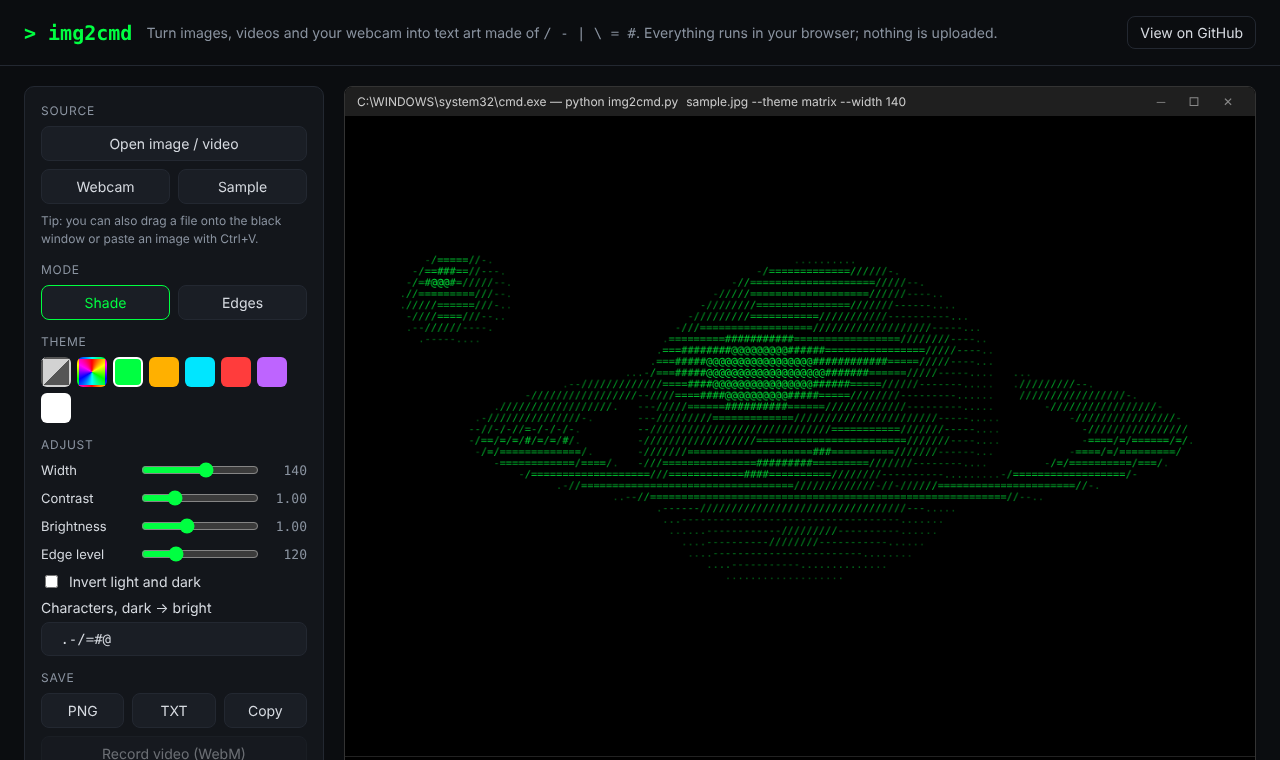 > img2cmd
Turn images, videos and your webcam into text art made of / - | \ = #. Everything runs in your browser; nothing is uploaded.
View on GitHub
SOURCE
Open image / video
Webcam
Sample
Tip: you can also drag a file onto the black
window or paste an image with Ctrl+V.
MODE
Shade
Edges
THEME
ADJUST
Width 140
Contrast 1.00
Brightness 1.00
Edge level 120
Invert light and dark
Characters, dark → bright
.-/=#@
SAVE
PNG
TXT
Copy
Record video (WebM)
C:\WINDOWS\system32\cmd.exe — python img2cmd.py sample.jpg --theme matrix --width 140